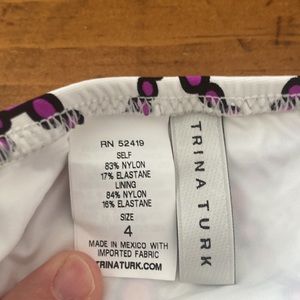 RN 52419
SELF
83% NYLON
17% ELASTANE
LINING
84% NYLON
16% ELASTANE
SIZE
4
MADE IN MEXICO WITH
IMPORTED FABRIC
TRINATURK.COM
TRINA TURK